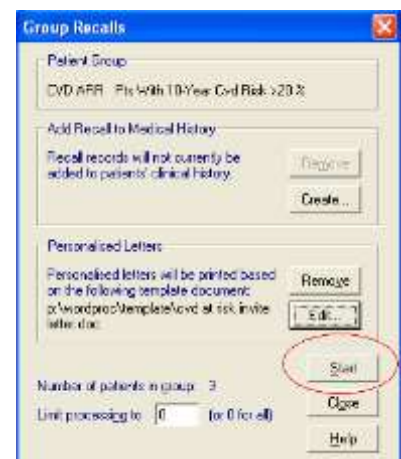 Group Recalls
Patient Group
CVD ARR Pts With 10-Year Cvd Risk >20 %
Add Recall to Medical History
Recall records will not currently be
added to patients' clinical history.
Remove
Create...
Personalised Letters
Personalised letters will be printed based
on the following template document:
p:\wordproc\template\cvd at risk invite
letter.doc
Remove
Edit...
Start
Number of patients in group: 3
Close
Limit processing to 0 (or 0 for all)
Help